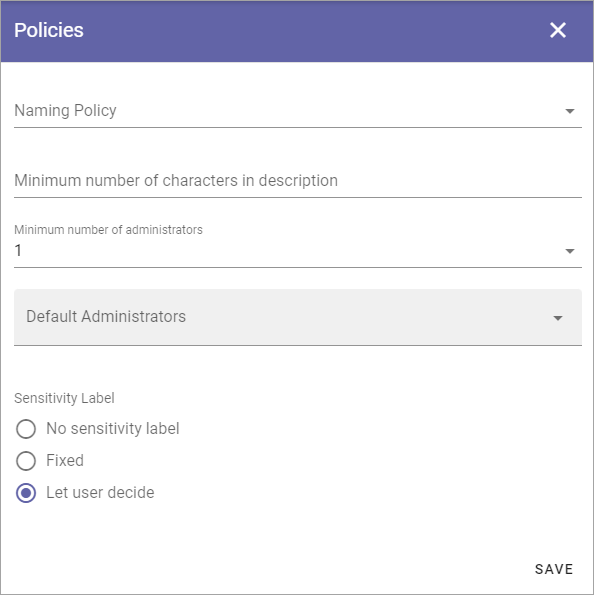 Policies
Naming Policy
Minimum number of characters in description
Minimum number of administrators
1
Default Administrators
Sensitivity Label
No sensitivity label
Fixed
Let user decide
SAVE